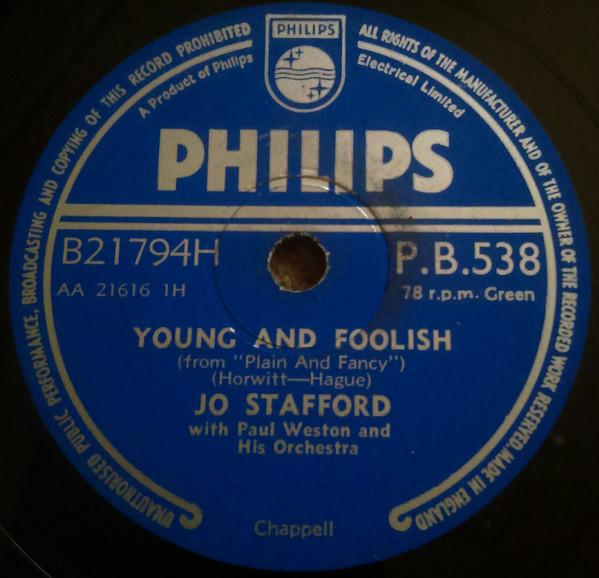 UNAUTHORISED PUBLIC PERFORMANCE, BROADCASTING AND COPYING OF THIS RECORD PROHIBITED
ALL RIGHTS OF THE MANUFACTURER AND OF THE OWNER OF THE RECORDED WORK RESERVED. MADE IN ENGLAND
PHILIPS
A Product of Philips
Electrical Limited
PHILIPS
B21794H
P.B.538
AA 21616 1H
78 r.p.m. Green
YOUNG AND FOOLISH
(from "Plain And Fancy")
(Horwitt—Hague)
JO STAFFORD
with Paul Weston and
His Orchestra
Chappell